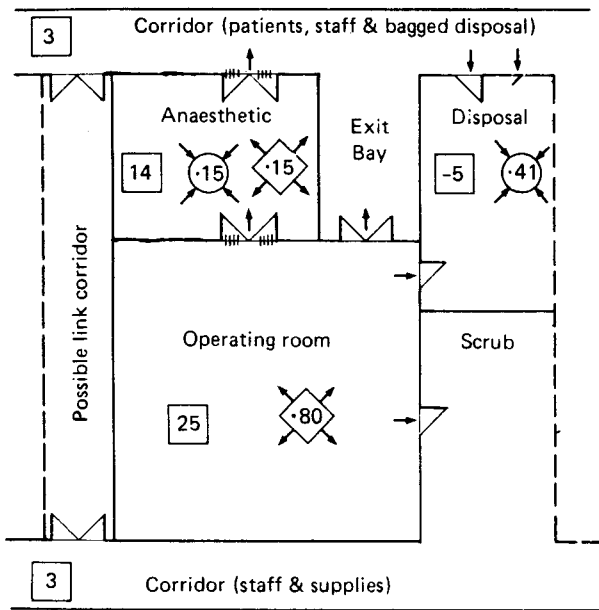 3
Corridor (patients, staff & bagged disposal)
Anaesthetic
Exit
Bay
Disposal
14
·15
·15
-5
·41
Possible link corridor
Operating room
Scrub
25
·80
3
Corridor (staff & supplies)